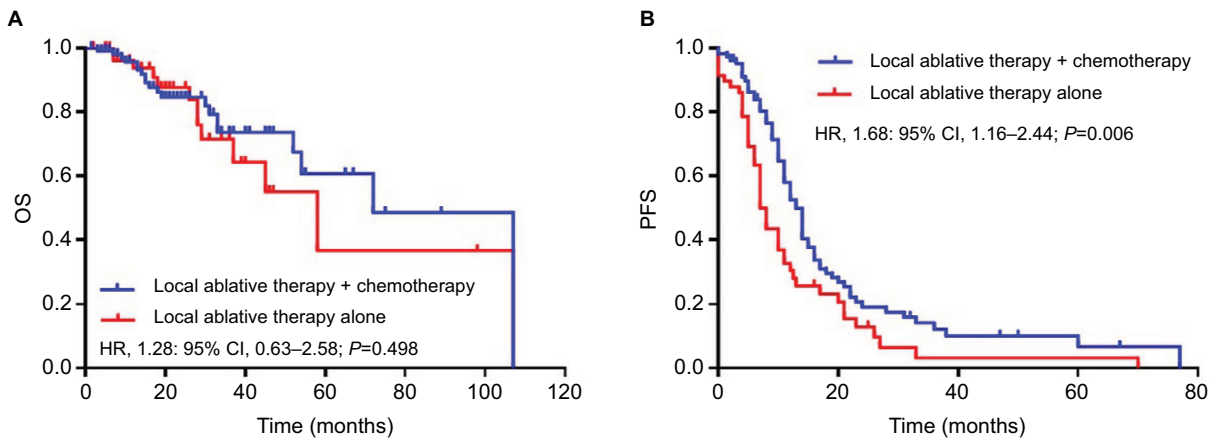 A
1.0
0.8
0.6
0.4
0.2
0.0
OS
0 20 40 60 80 100 120
Time (months)
Local ablative therapy + chemotherapy
Local ablative therapy alone
HR, 1.28: 95% CI, 0.63–2.58; P=0.498
B
1.0
0.8
0.6
0.4
0.2
0.0
PFS
0 20 40 60 80
Time (months)
Local ablative therapy + chemotherapy
Local ablative therapy alone
HR, 1.68: 95% CI, 1.16–2.44; P=0.006